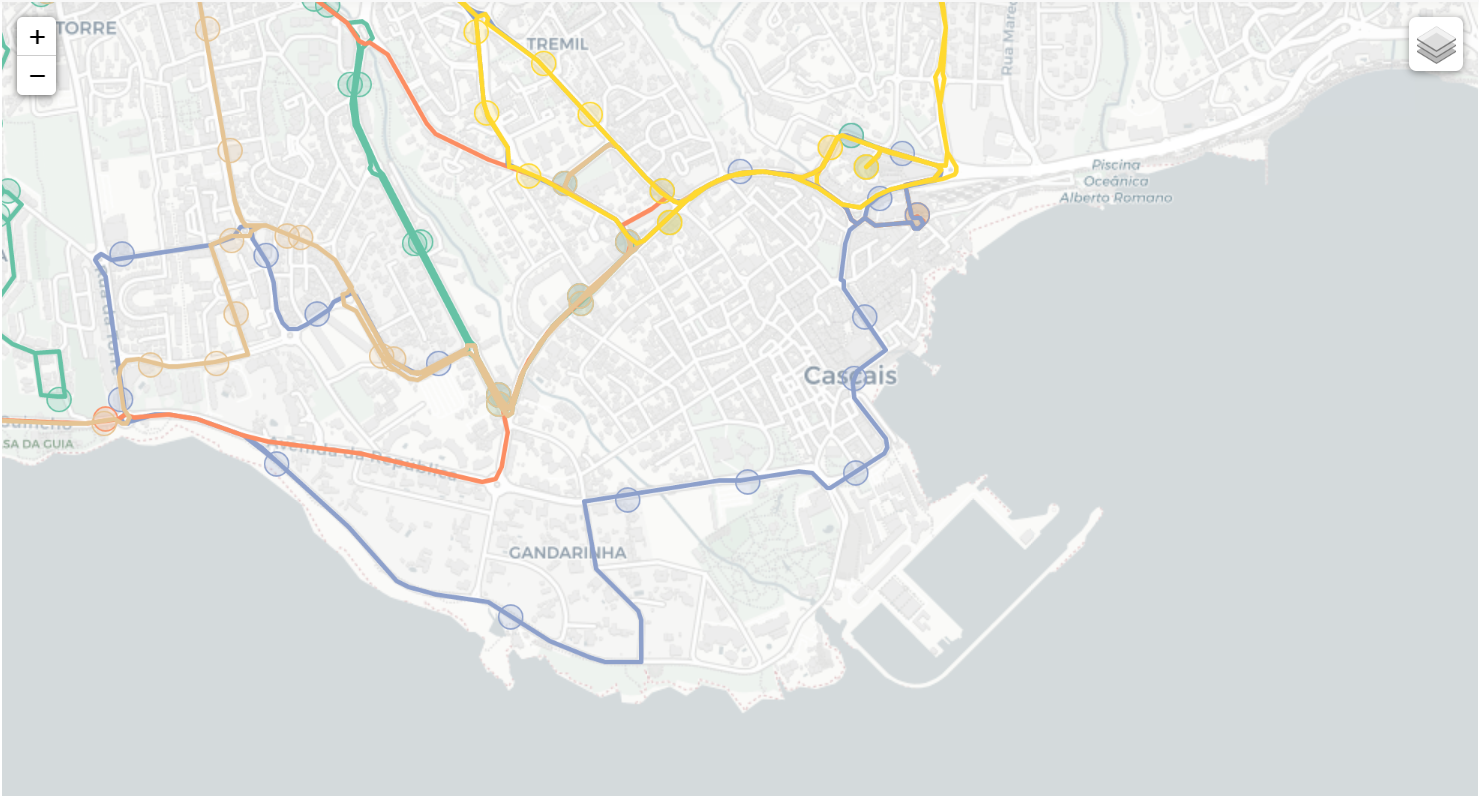 TORRE
+
−
TREMIL
Rua Mare
Piscina
Oceânica
Alberto Romano
A
Rua da Torre
Cascais
Guincho
SA DA GUIA
Avenida da República
GANDARINHA